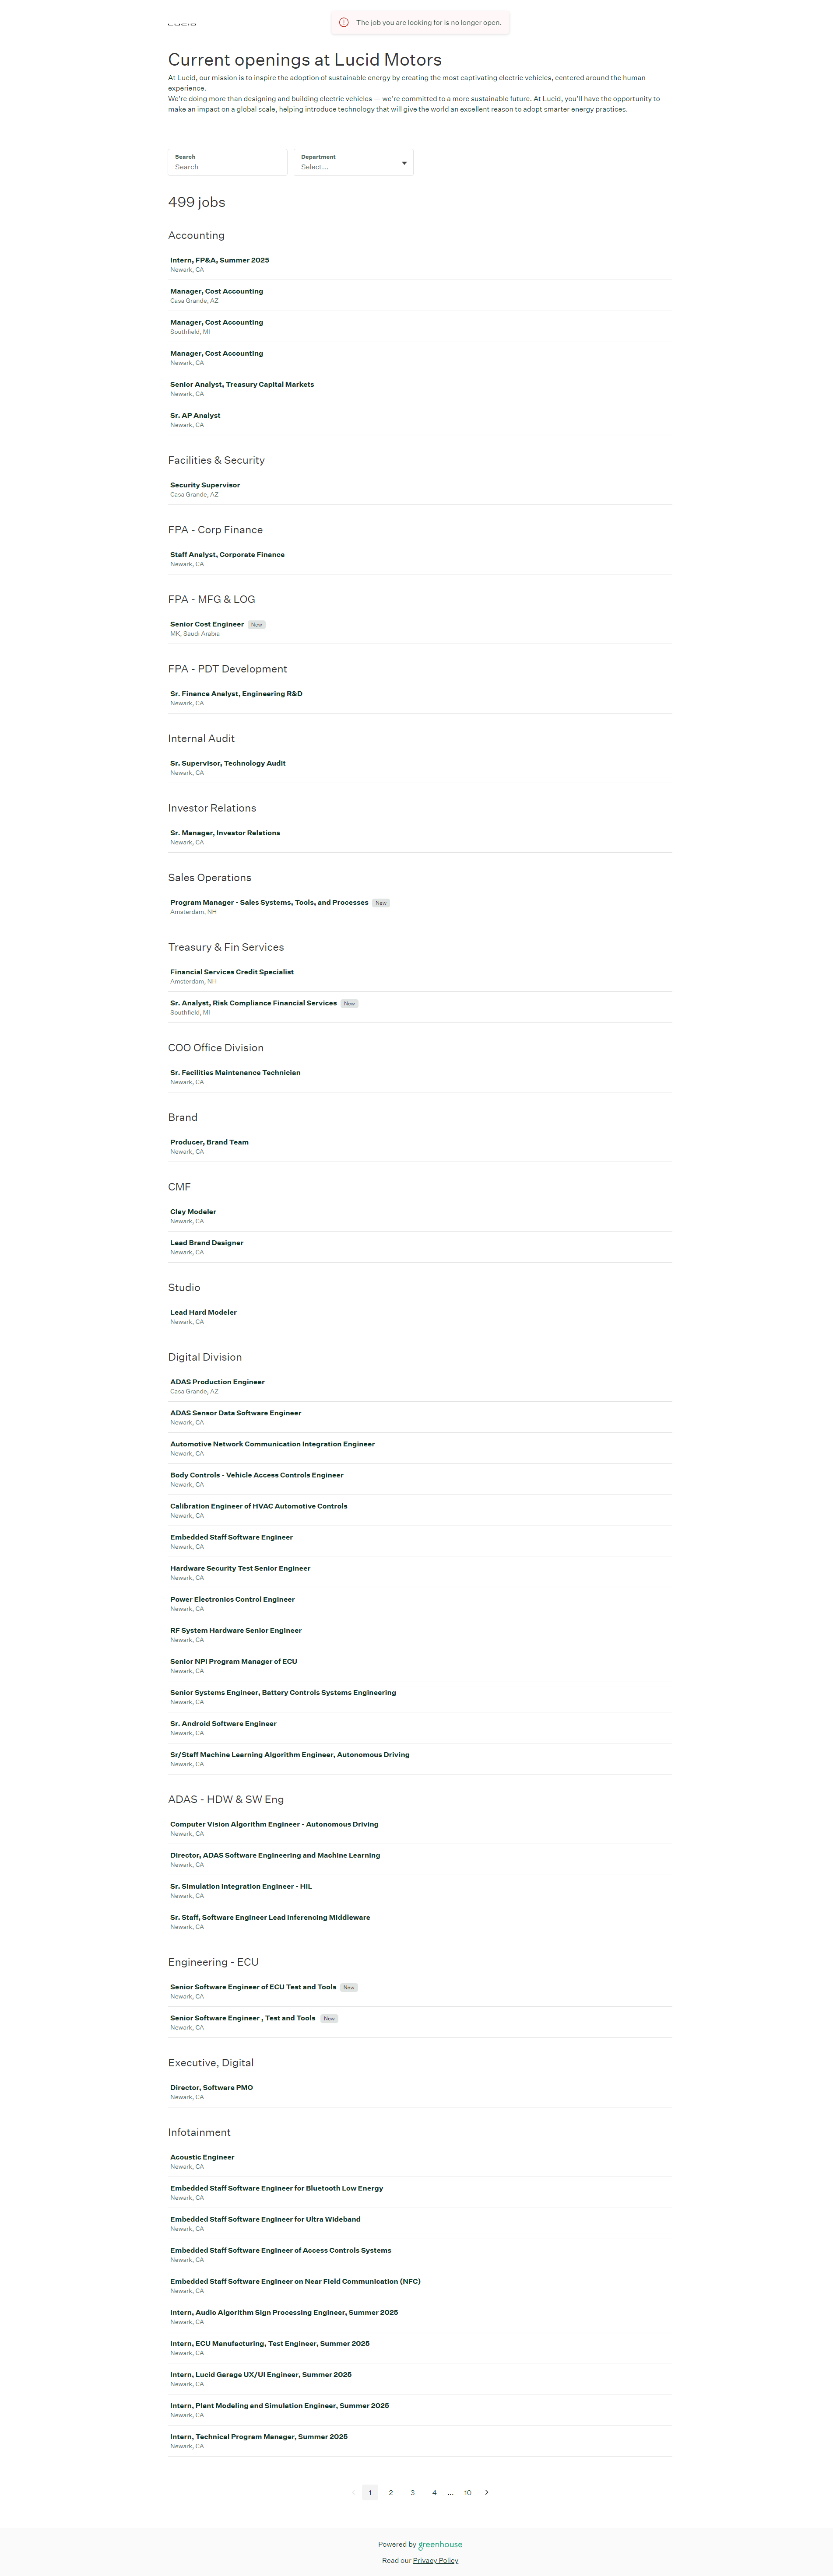 LUCID
The job you are looking for is no longer open.
Current openings at Lucid Motors
At Lucid, our mission is to inspire the adoption of sustainable energy by creating the most captivating electric vehicles, centered around the human
experience.
We're doing more than designing and building electric vehicles — we're committed to a more sustainable future. At Lucid, you'll have the opportunity to
make an impact on a global scale, helping introduce technology that will give the world an excellent reason to adopt smarter energy practices.
Search
Search
Department
Select...
499 jobs
Accounting
Intern, FP&A, Summer 2025
Newark, CA
Manager, Cost Accounting
Casa Grande, AZ
Manager, Cost Accounting
Southfield, MI
Manager, Cost Accounting
Newark, CA
Senior Analyst, Treasury Capital Markets
Newark, CA
Sr. AP Analyst
Newark, CA
Facilities & Security
Security Supervisor
Casa Grande, AZ
FPA - Corp Finance
Staff Analyst, Corporate Finance
Newark, CA
FPA - MFG & LOG
Senior Cost Engineer New
MK, Saudi Arabia
FPA - PDT Development
Sr. Finance Analyst, Engineering R&D
Newark, CA
Internal Audit
Sr. Supervisor, Technology Audit
Newark, CA
Investor Relations
Sr. Manager, Investor Relations
Newark, CA
Sales Operations
Program Manager - Sales Systems, Tools, and Processes New
Amsterdam, NH
Treasury & Fin Services
Financial Services Credit Specialist
Amsterdam, NH
Sr. Analyst, Risk Compliance Financial Services New
Southfield, MI
COO Office Division
Sr. Facilities Maintenance Technician
Newark, CA
Brand
Producer, Brand Team
Newark, CA
CMF
Clay Modeler
Newark, CA
Lead Brand Designer
Newark, CA
Studio
Lead Hard Modeler
Newark, CA
Digital Division
ADAS Production Engineer
Casa Grande, AZ
ADAS Sensor Data Software Engineer
Newark, CA
Automotive Network Communication Integration Engineer
Newark, CA
Body Controls - Vehicle Access Controls Engineer
Newark, CA
Calibration Engineer of HVAC Automotive Controls
Newark, CA
Embedded Staff Software Engineer
Newark, CA
Hardware Security Test Senior Engineer
Newark, CA
Power Electronics Control Engineer
Newark, CA
RF System Hardware Senior Engineer
Newark, CA
Senior NPI Program Manager of ECU
Newark, CA
Senior Systems Engineer, Battery Controls Systems Engineering
Newark, CA
Sr. Android Software Engineer
Newark, CA
Sr/Staff Machine Learning Algorithm Engineer, Autonomous Driving
Newark, CA
ADAS - HDW & SW Eng
Computer Vision Algorithm Engineer - Autonomous Driving
Newark, CA
Director, ADAS Software Engineering and Machine Learning
Newark, CA
Sr. Simulation integration Engineer - HIL
Newark, CA
Sr. Staff, Software Engineer Lead Inferencing Middleware
Newark, CA
Engineering - ECU
Senior Software Engineer of ECU Test and Tools New
Newark, CA
Senior Software Engineer , Test and Tools New
Newark, CA
Executive, Digital
Director, Software PMO
Newark, CA
Infotainment
Acoustic Engineer
Newark, CA
Embedded Staff Software Engineer for Bluetooth Low Energy
Newark, CA
Embedded Staff Software Engineer for Ultra Wideband
Newark, CA
Embedded Staff Software Engineer of Access Controls Systems
Newark, CA
Embedded Staff Software Engineer on Near Field Communication (NFC)
Newark, CA
Intern, Audio Algorithm Sign Processing Engineer, Summer 2025
Newark, CA
Intern, ECU Manufacturing, Test Engineer, Summer 2025
Newark, CA
Intern, Lucid Garage UX/UI Engineer, Summer 2025
Newark, CA
Intern, Plant Modeling and Simulation Engineer, Summer 2025
Newark, CA
Intern, Technical Program Manager, Summer 2025
Newark, CA
1 2 3 4 ... 10
Powered by greenhouse
Read our Privacy Policy